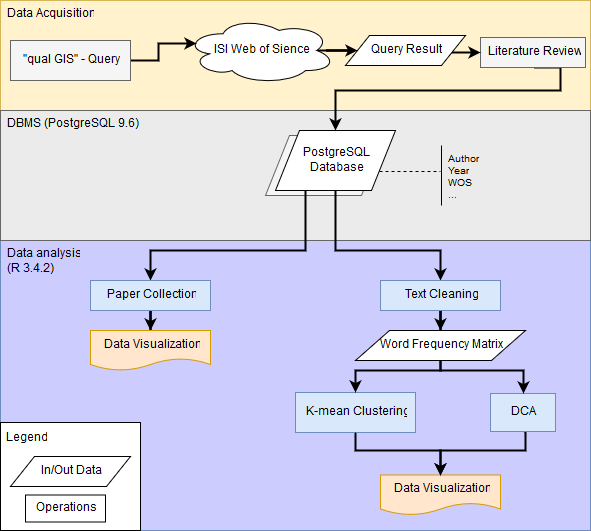 Data Acquisition
"qual GIS" - Query
ISI Web of Sience
Query Result
Literature Review
DBMS (PostgreSQL 9.6)
PostgreSQL
Database
Author
Year
WOS
...
Data analysis
(R 3.4.2)
Paper Collection
Text Cleaning
Data Visualization
Word Frequency Matrix
K-mean Clustering
DCA
Data Visualization
Legend
In/Out Data
Operations